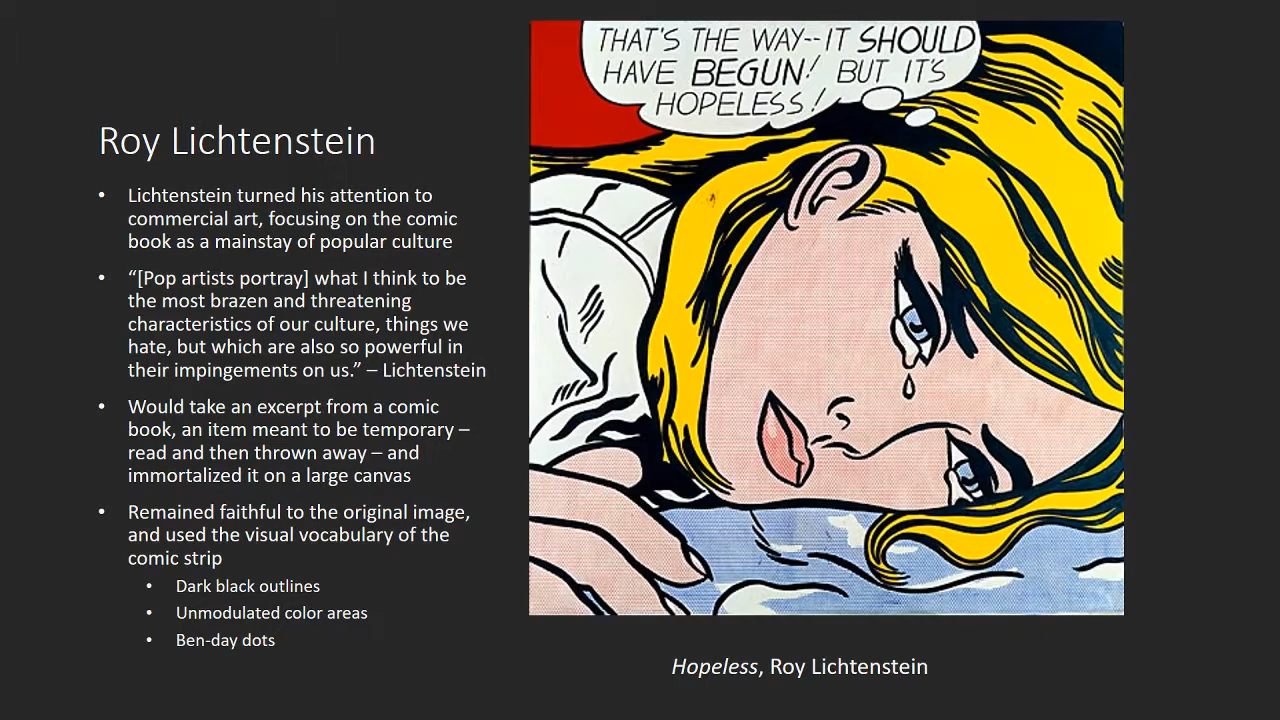 Roy Lichtenstein
• Lichtenstein turned his attention to
commercial art, focusing on the comic
book as a mainstay of popular culture
• “[Pop artists portray] what I think to be
the most brazen and threatening
characteristics of our culture, things we
hate, but which are also so powerful in
their impingements on us.” – Lichtenstein
• Would take an excerpt from a comic
book, an item meant to be temporary –
read and then thrown away – and
immortalized it on a large canvas
• Remained faithful to the original image,
and used the visual vocabulary of the
comic strip
• Dark black outlines
• Unmodulated color areas
• Ben-day dots
THAT'S THE WAY--IT SHOULD
HAVE BEGUN! BUT IT'S
HOPELESS!
Hopeless, Roy Lichtenstein